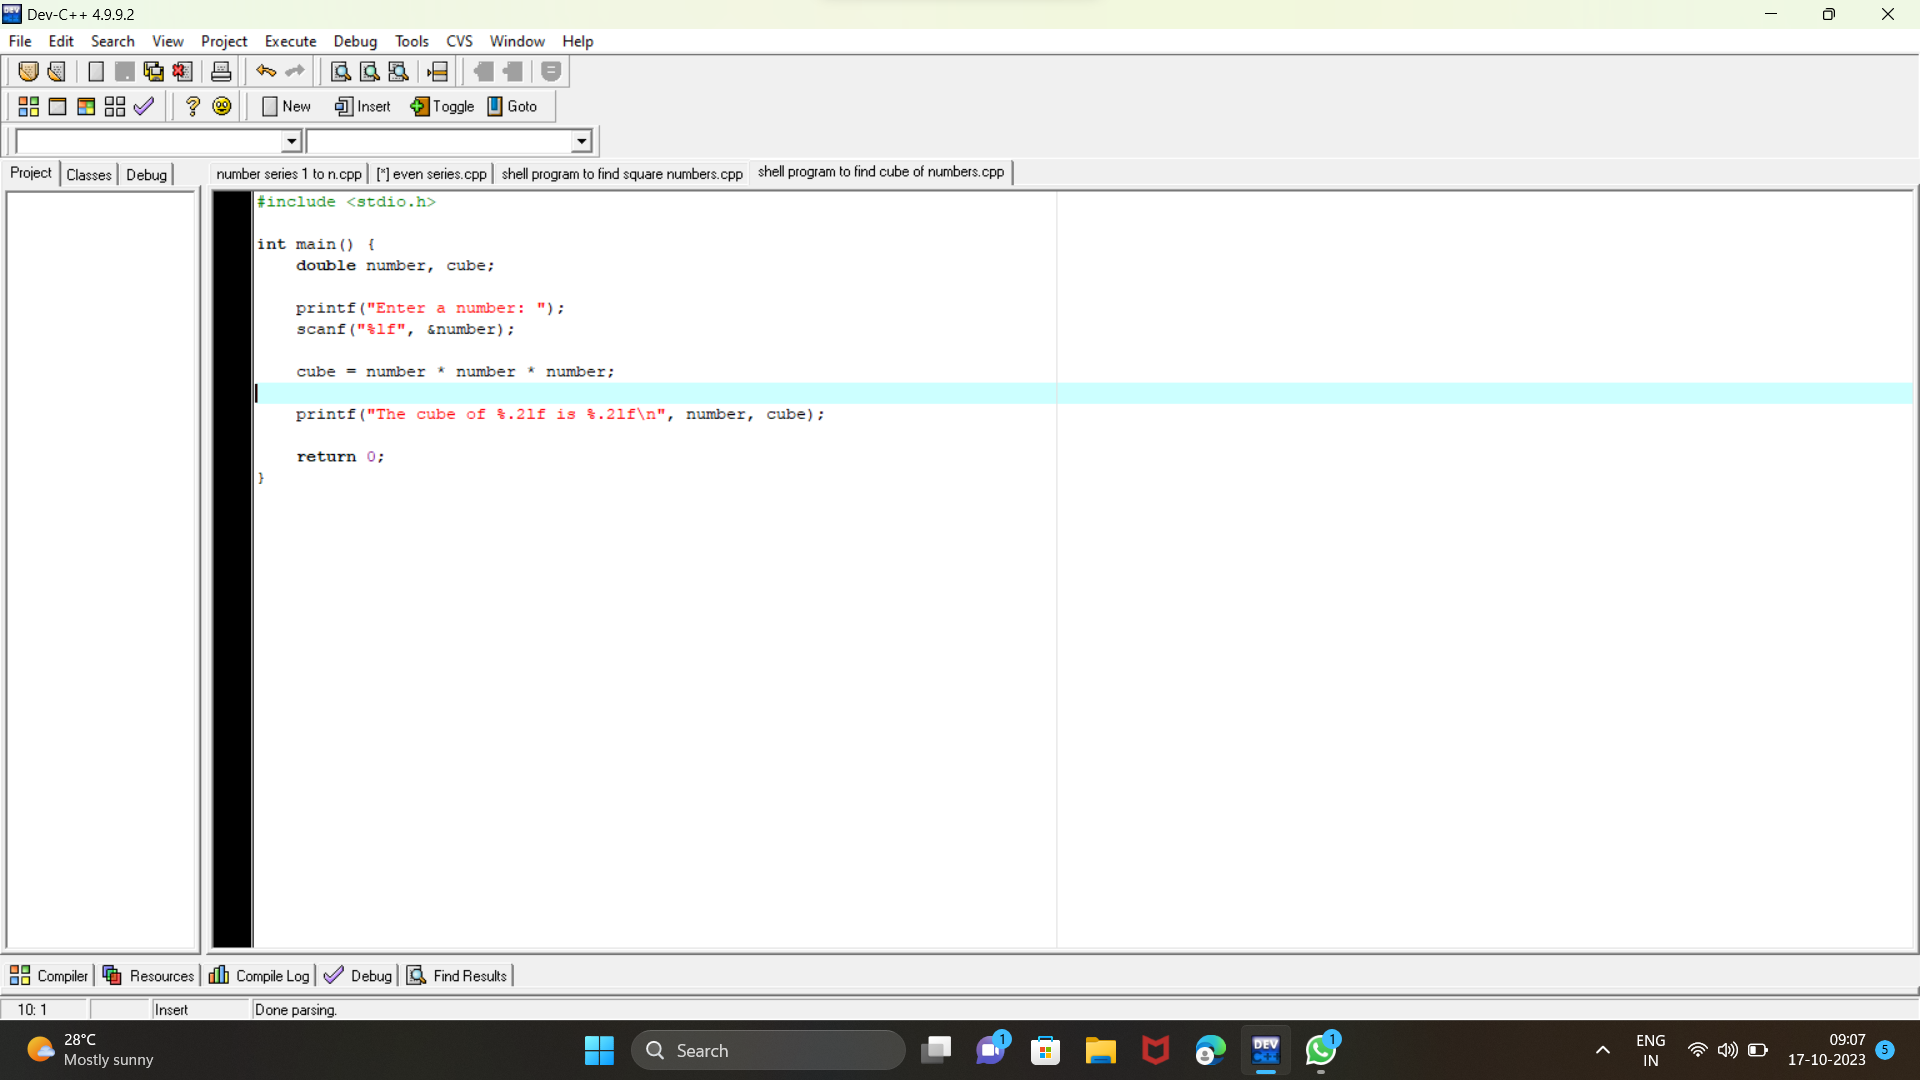 Dev-C++ 4.9.9.2
File Edit Search View Project Execute Debug Tools CVS Window Help
New Insert Toggle Goto
Project Classes Debug
number series 1 to n.cpp [*] even series.cpp shell program to find square numbers.cpp shell program to find cube of numbers.cpp
#include <stdio.h>
int main() {
    double number, cube;
    printf("Enter a number: ");
    scanf("%lf", &number);
    cube = number * number * number;
    printf("The cube of %.2lf is %.2lf\n", number, cube);
    return 0;
}
Compiler Resources Compile Log Debug Find Results
10: 1 Insert Done parsing.
28°C
Mostly sunny
Search
1
DEV
C++
1
ENG
IN
09:07
17-10-2023
5